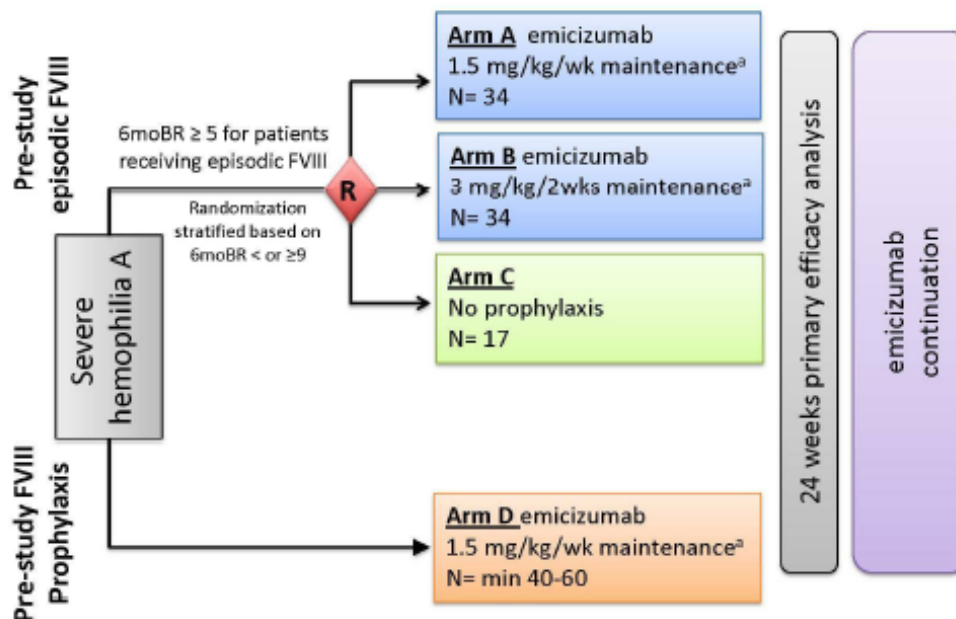 Pre-study
episodic FVIII
6moBR ≥ 5 for patients
receiving episodic FVIII
R
Randomization
stratified based on
6moBR < or ≥9
Severe
hemophilia A
Pre-study FVIII
Prophylaxis
Arm A emicizumab
1.5 mg/kg/wk maintenanceᵃ
N= 34
Arm B emicizumab
3 mg/kg/2wks maintenanceᵃ
N= 34
Arm C
No prophylaxis
N= 17
Arm D emicizumab
1.5 mg/kg/wk maintenanceᵃ
N= min 40-60
24 weeks primary efficacy analysis
emicizumab
continuation